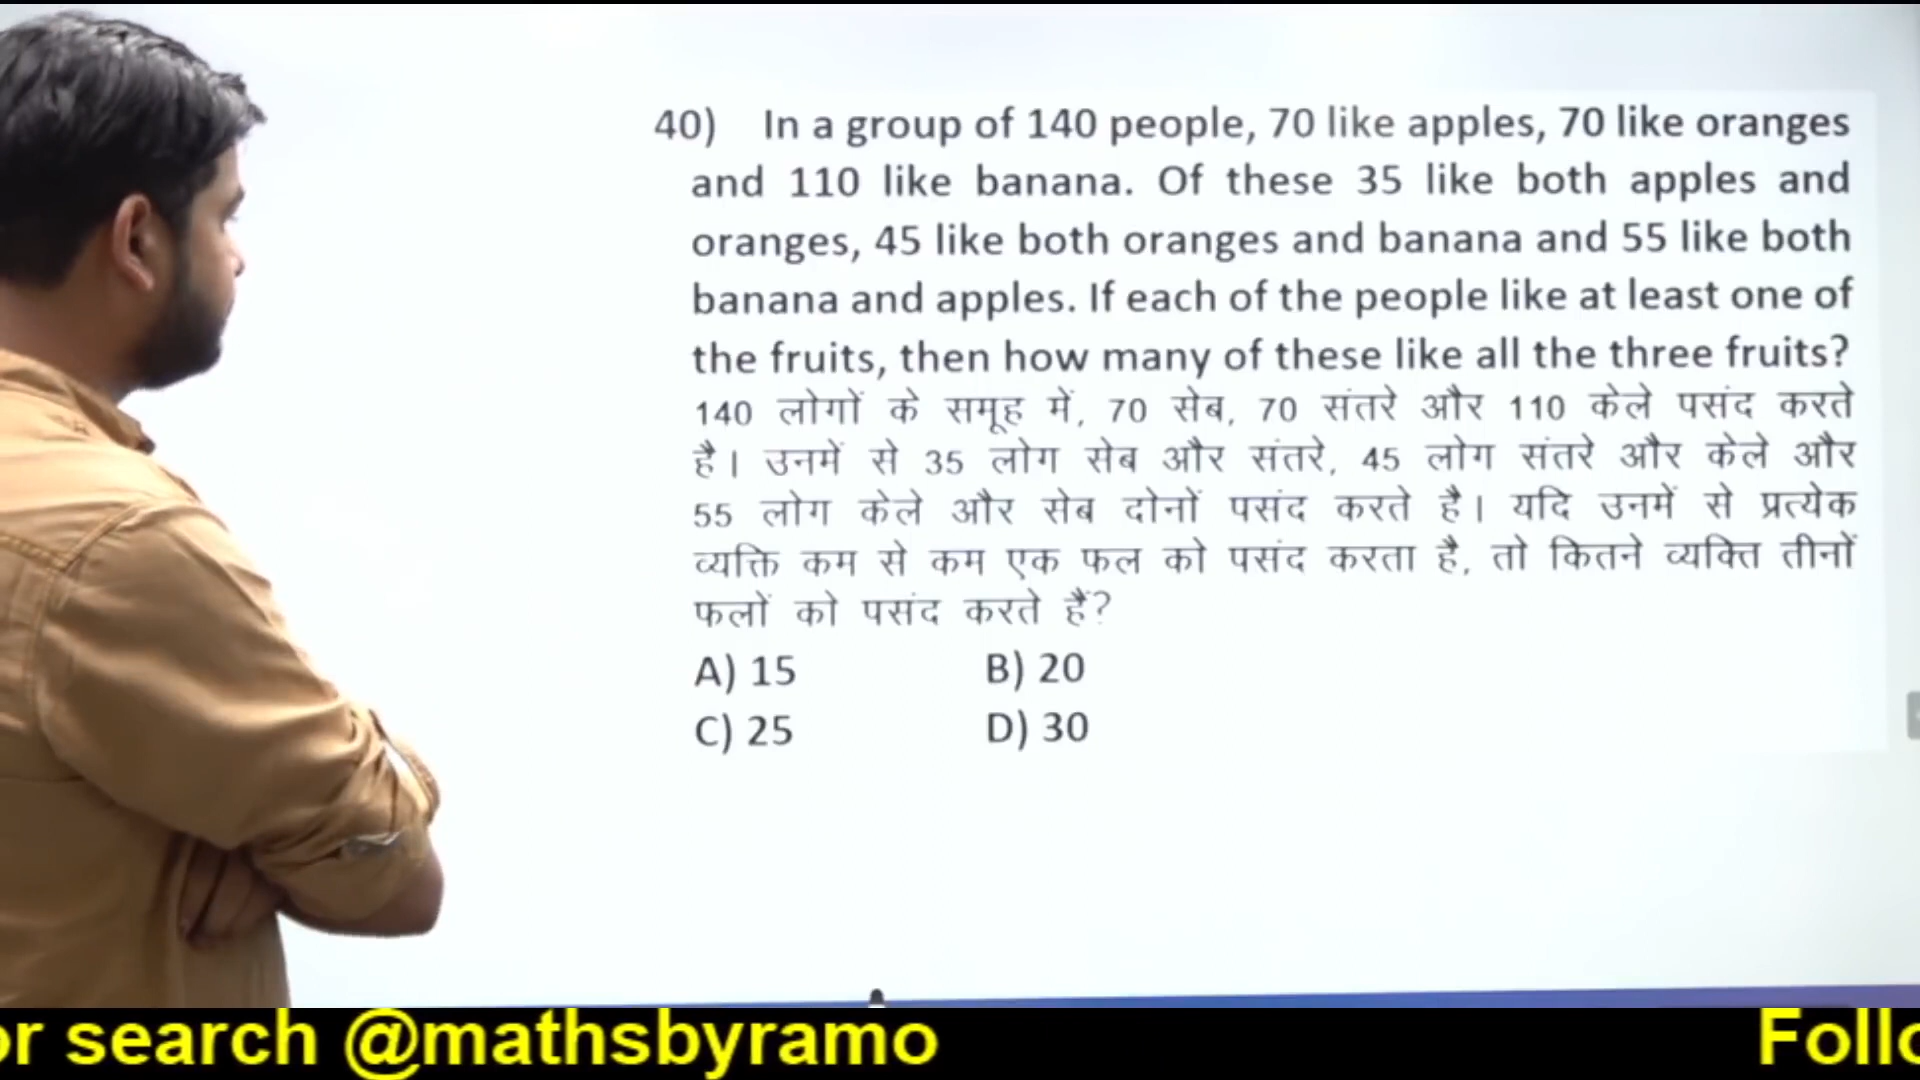 40) In a group of 140 people, 70 like apples, 70 like oranges
and 110 like banana. Of these 35 like both apples and
oranges, 45 like both oranges and banana and 55 like both
banana and apples. If each of the people like at least one of
the fruits, then how many of these like all the three fruits?
140 लोगों के समूह में, 70 सेब, 70 संतरे और 110 केले पसंद करते
है। उनमें से 35 लोग सेब और संतरे, 45 लोग संतरे और केले और
55 लोग केले और सेब दोनों पसंद करते है। यदि उनमें से प्रत्येक
व्यक्ति कम से कम एक फल को पसंद करता है, तो कितने व्यक्ति तीनों
फलों को पसंद करते हैं?
A) 15 B) 20
C) 25 D) 30
or search @mathsbyramo Follo